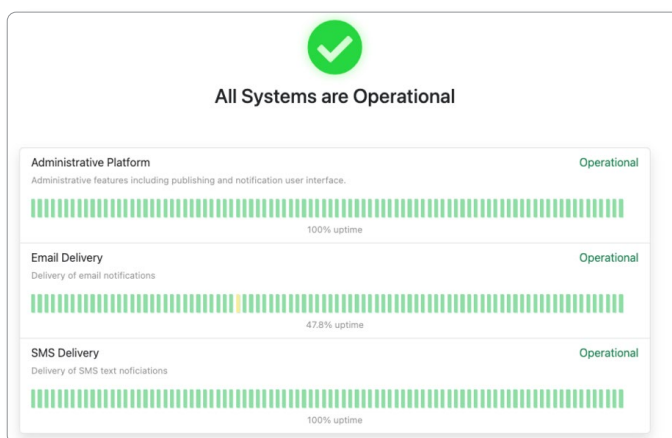 All Systems are Operational
Administrative Platform Operational
Administrative features including publishing and notification user interface.
100% uptime
Email Delivery Operational
Delivery of email notifications
47.8% uptime
SMS Delivery Operational
Delivery of SMS text noficiations
100% uptime